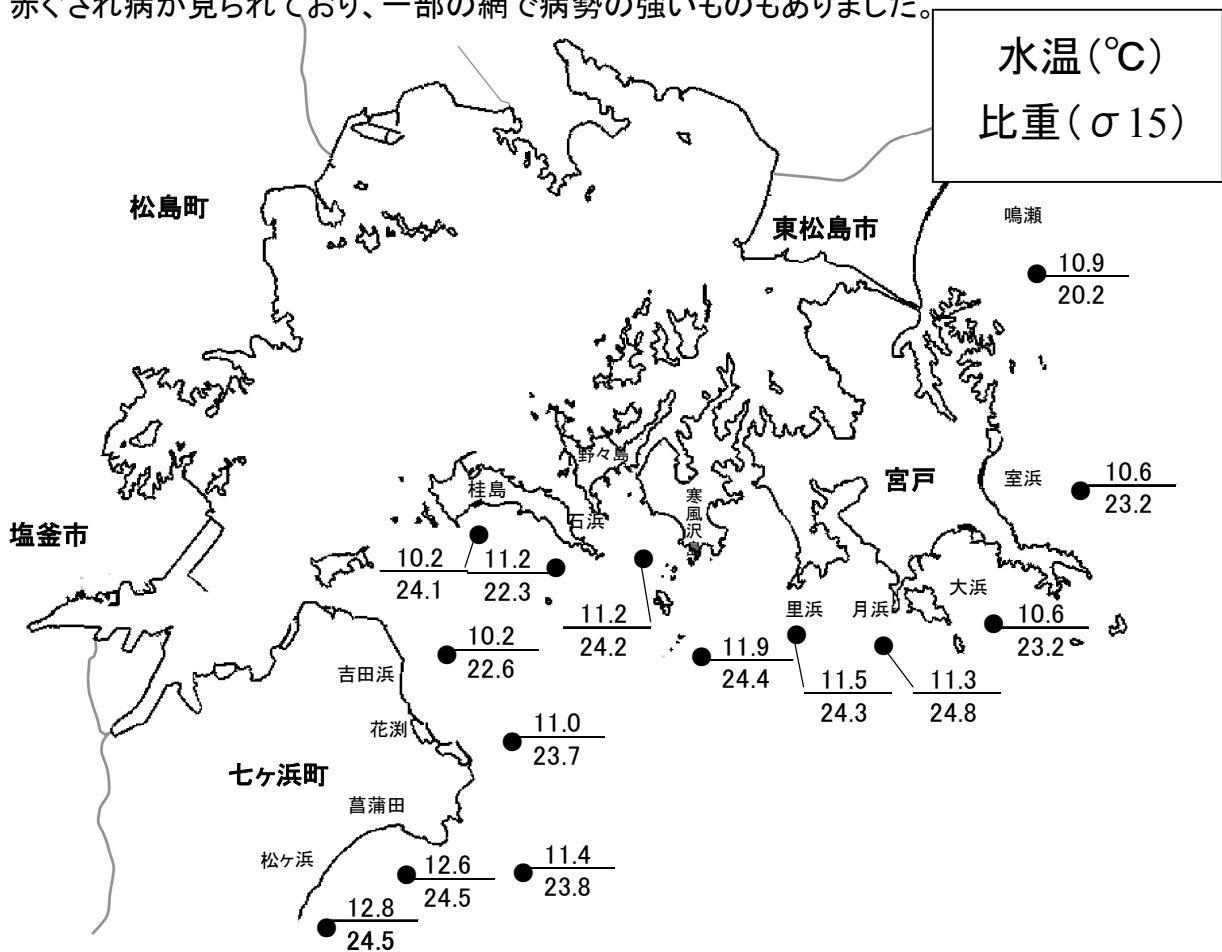 赤ぐされ病が見られており、一部の網で病勢の強いものもありました。
水温(℃)
比重(σ15)
鳴瀬
松島町
東松島市
10.9
20.2
野々島
桂島
宮戸
室浜
10.6
23.2
寒風沢島
石浜
塩釜市
10.2
24.1
11.2
22.3
11.2
24.2
里浜
月浜
大浜
10.6
23.2
10.2
22.6
11.9
24.4
11.5
24.3
11.3
24.8
吉田浜
花渕
11.0
23.7
七ヶ浜町
菖蒲田
松ヶ浜
12.6
24.5
11.4
23.8
12.8
24.5